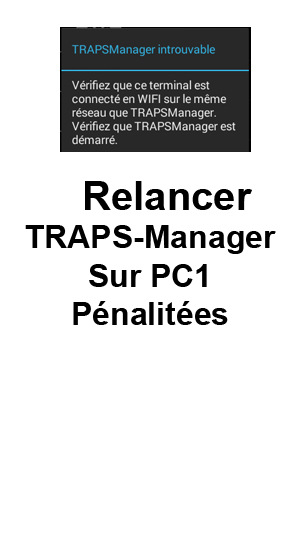 TRAPSManager introuvable
Vérifiez que ce terminal est
connecté en WIFI sur le même
réseau que TRAPSManager.
Vérifiez que TRAPSManager est
démarré.
Relancer
TRAPS-Manager
Sur PC1
Pénalitées